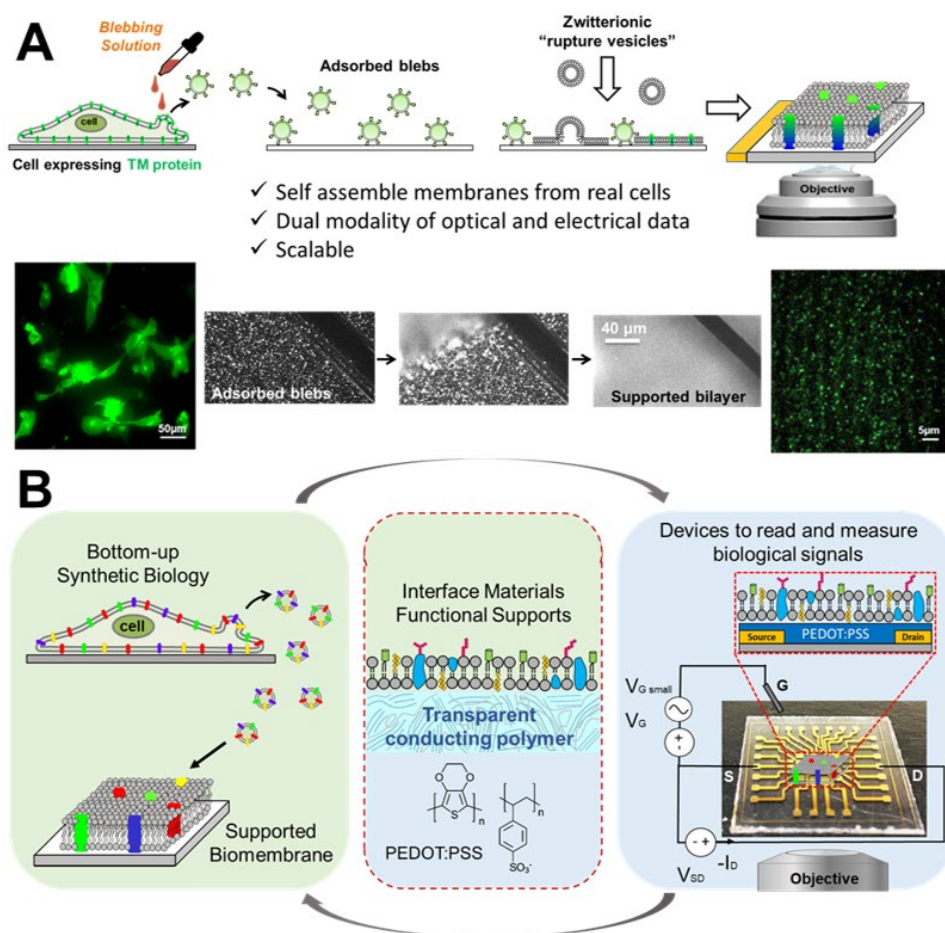 A
Blebbing
Solution
cell
Cell expressing TM protein
Adsorbed blebs
Zwitterionic
“rupture vesicles”
Objective
✓ Self assemble membranes from real cells
✓ Dual modality of optical and electrical data
✓ Scalable
50µm
Adsorbed blebs
40 µm
Supported bilayer
5µm
B
Bottom-up
Synthetic Biology
cell
Supported
Biomembrane
Interface Materials
Functional Supports
Transparent
conducting polymer
S
n
n
SO3-
PEDOT:PSS
Devices to read and measure
biological signals
PEDOT:PSS
Source
Drain
VG small
VG
G
S
D
VSD
-ID
Objective